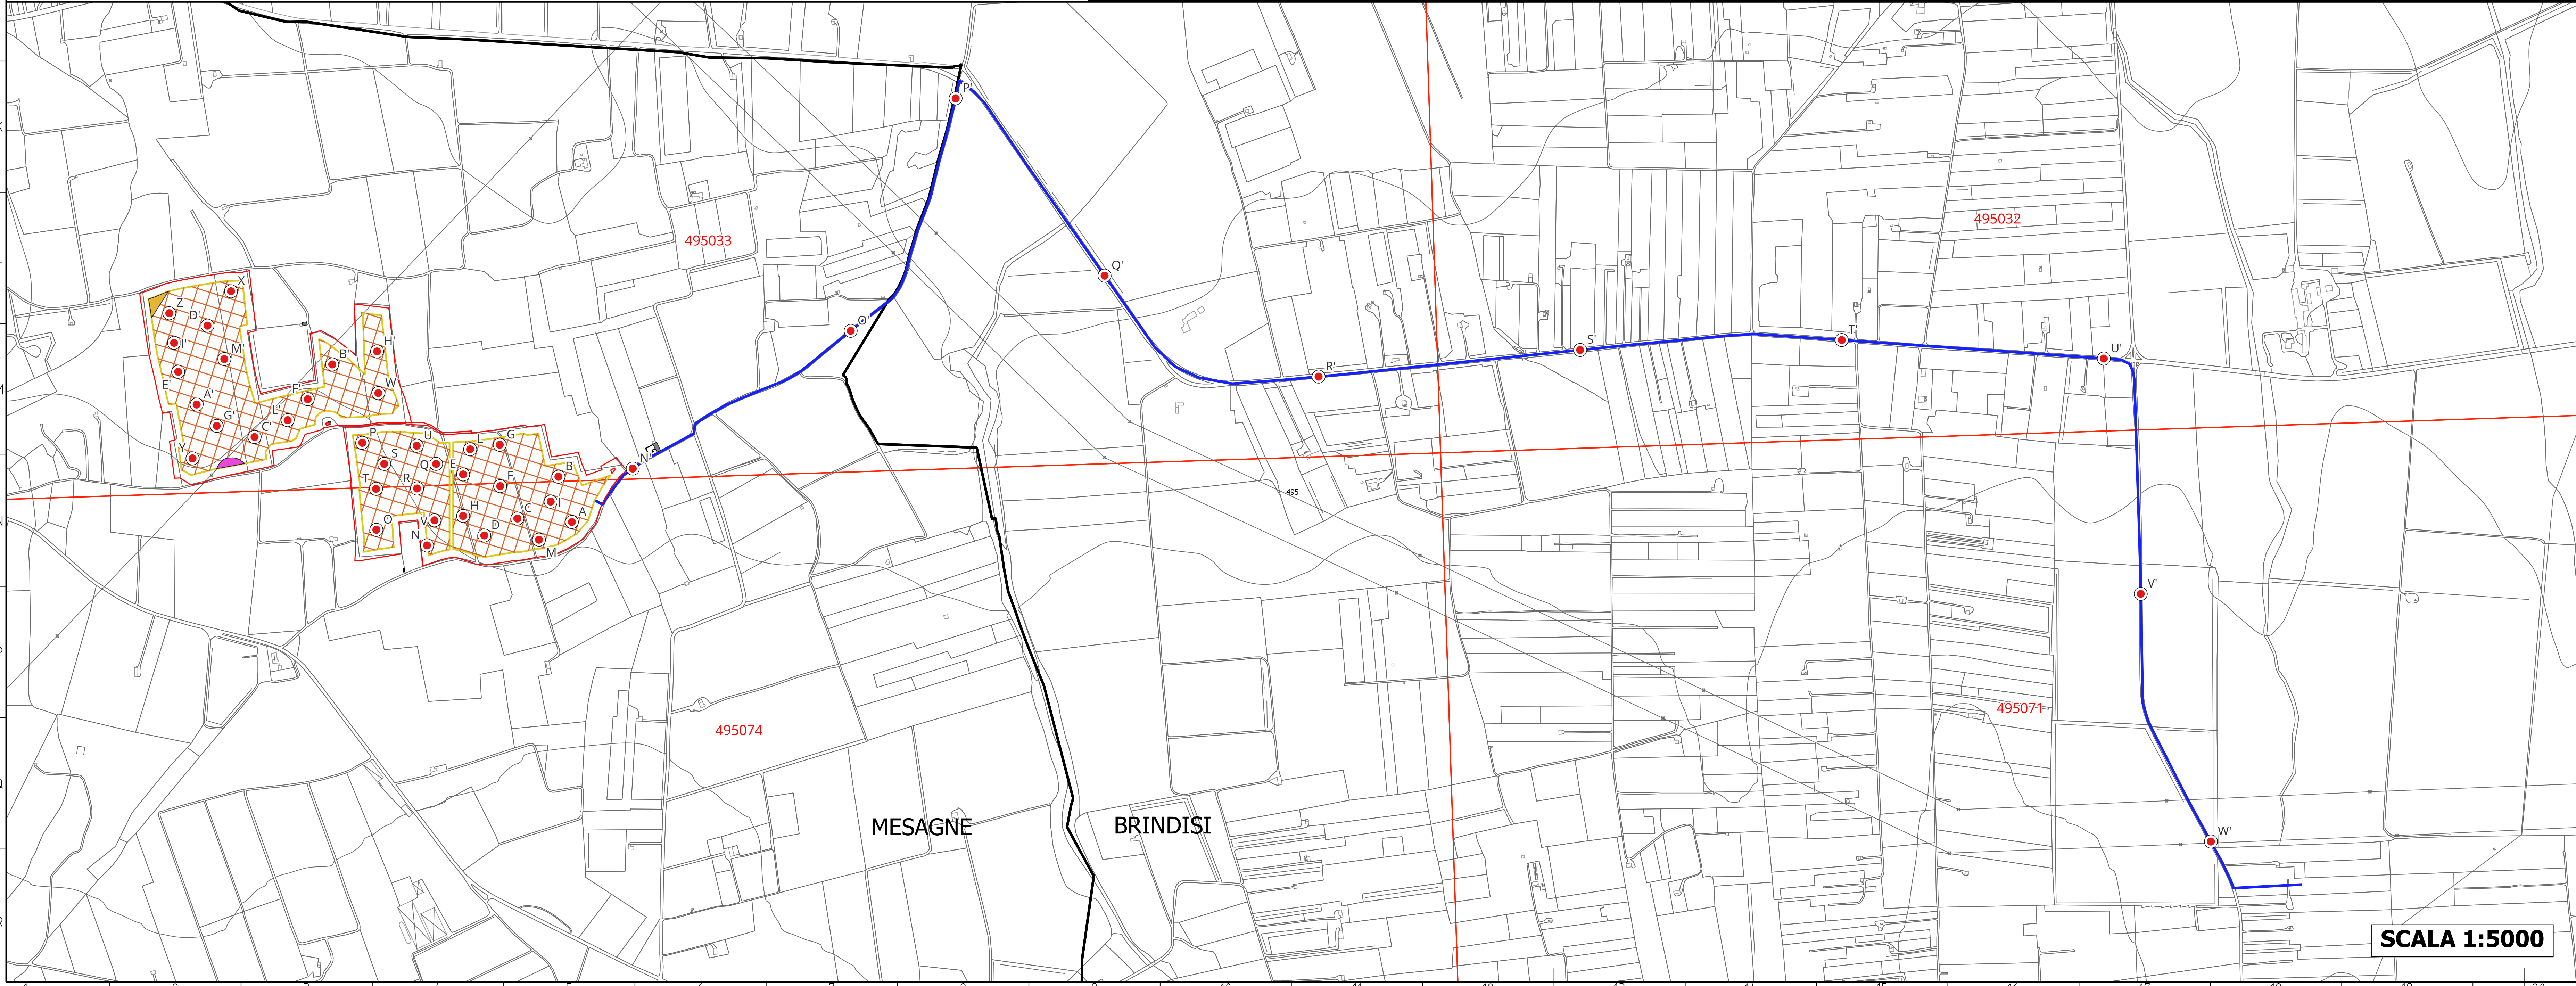 P'
495032
495033
Q'
X
Z
D'
I'
M'
H'
B'
T'
S'
U'
O'
R'
E'
A'
F'
W
L'
G'
C'
Y
P
U
L
G
S
Q
E
B
N'
T
R
F
I
495
O
V
H
C
A
N
D
M
V'
495071
495074
MESAGNE
BRINDISI
W'
SCALA 1:5000